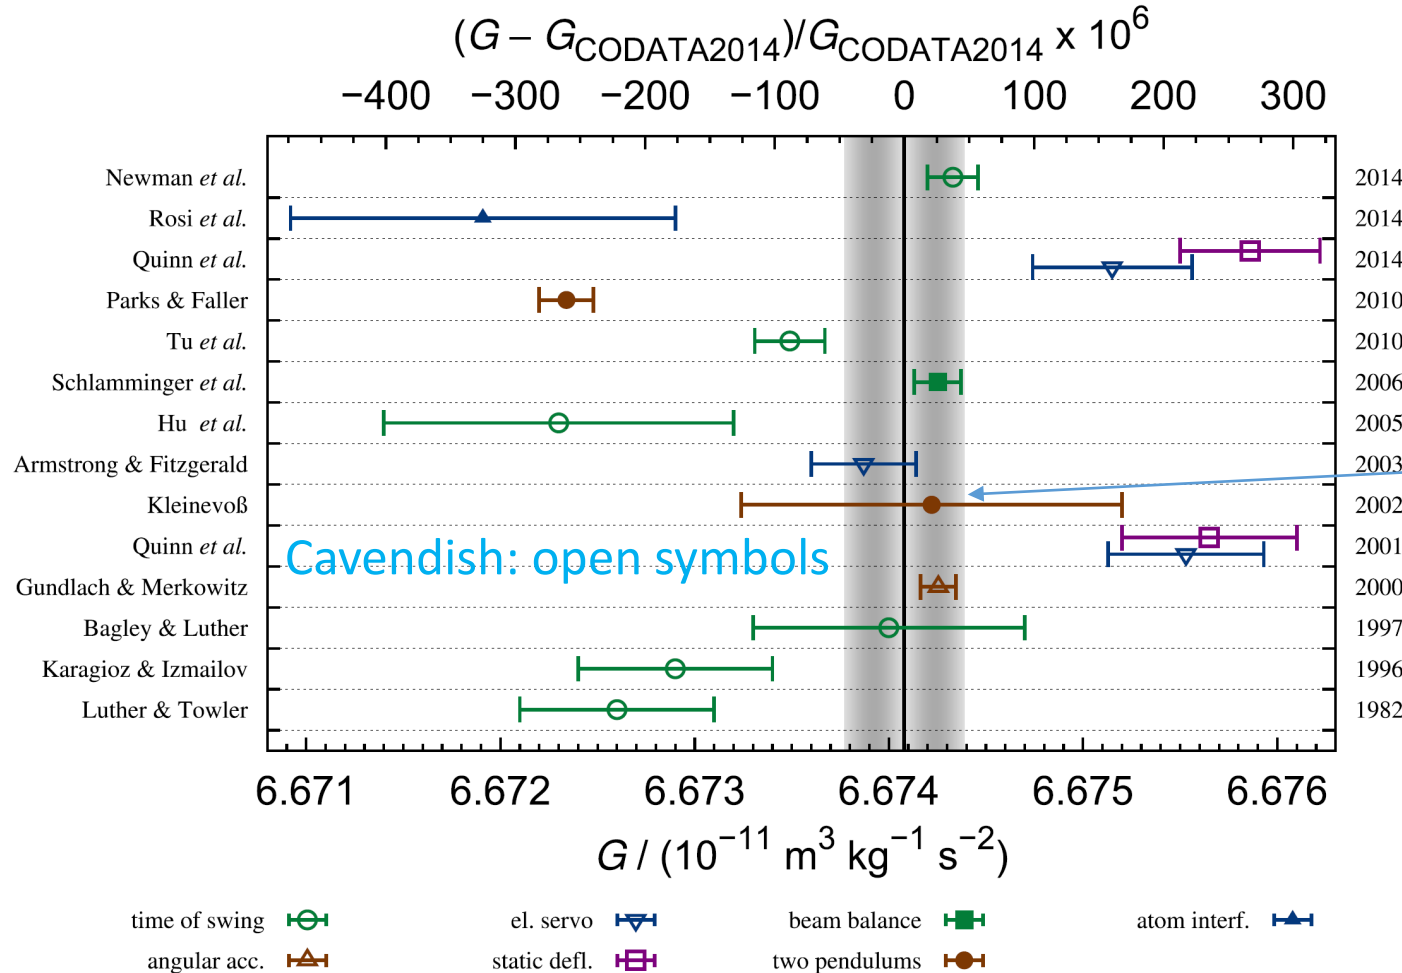 (G − G_CODATA2014)/G_CODATA2014 x 10^6
−400 −300 −200 −100 0 100 200 300
Newman et al. 2014
Rosi et al. 2014
Quinn et al. 2014
Parks & Faller 2010
Tu et al. 2010
Schlamminger et al. 2006
Hu et al. 2005
Armstrong & Fitzgerald 2003
Kleinevoß 2002
Quinn et al. 2001
Cavendish: open symbols
Gundlach & Merkowitz 2000
Bagley & Luther 1997
Karagioz & Izmailov 1996
Luther & Towler 1982
6.671 6.672 6.673 6.674 6.675 6.676
G / (10^−11 m^3 kg^−1 s^−2)
time of swing el. servo beam balance atom interf.
angular acc. static defl. two pendulums